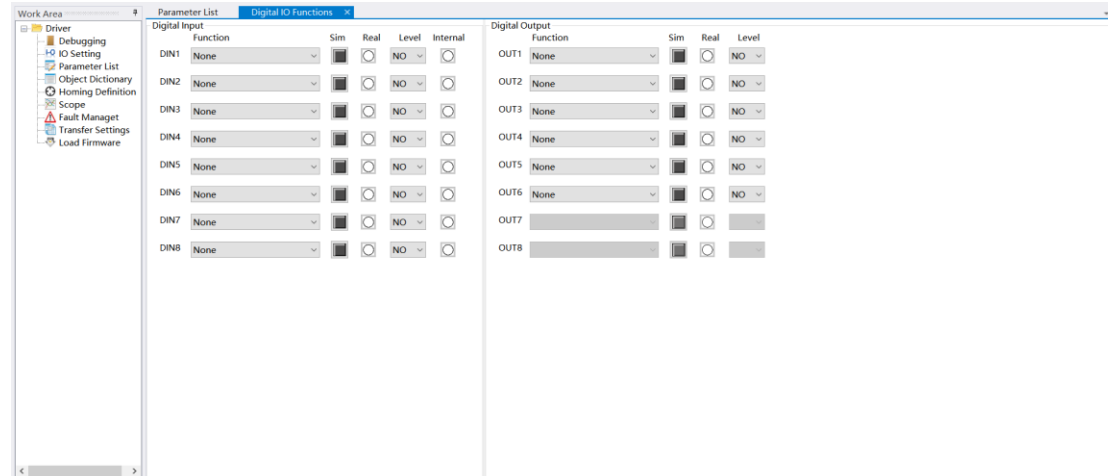 Work Area
Driver
Debugging
IO Setting
Parameter List
Object Dictionary
Homing Definition
Scope
Fault Managet
Transfer Settings
Load Firmware
Parameter List Digital IO Functions ×
Digital Input
Function Sim Real Level Internal
DIN1 None NO
DIN2 None NO
DIN3 None NO
DIN4 None NO
DIN5 None NO
DIN6 None NO
DIN7 None NO
DIN8 None NO
Digital Output
Function Sim Real Level
OUT1 None NO
OUT2 None NO
OUT3 None NO
OUT4 None NO
OUT5 None NO
OUT6 None NO
OUT7
OUT8